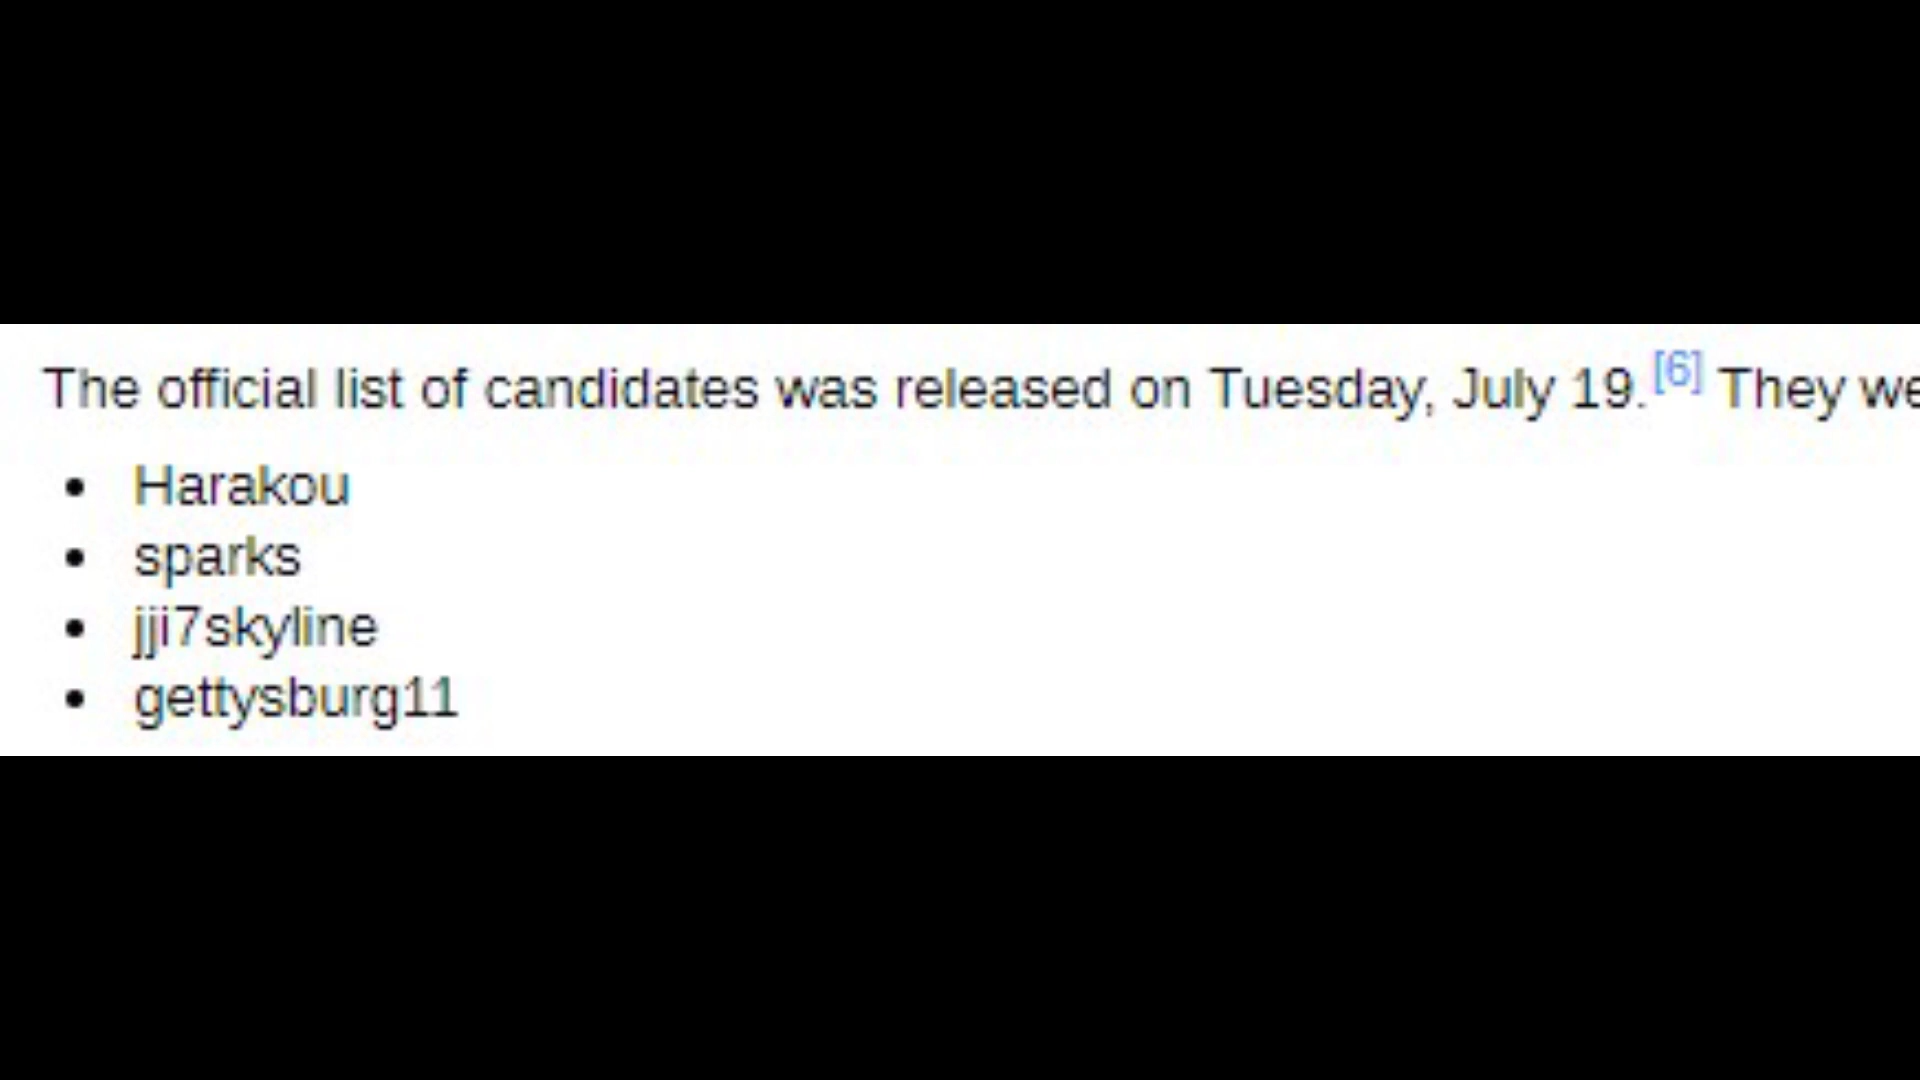 The official list of candidates was released on Tuesday, July 19.[6] They we
• Harakou
• sparks
• jji7skyline
• gettysburg11